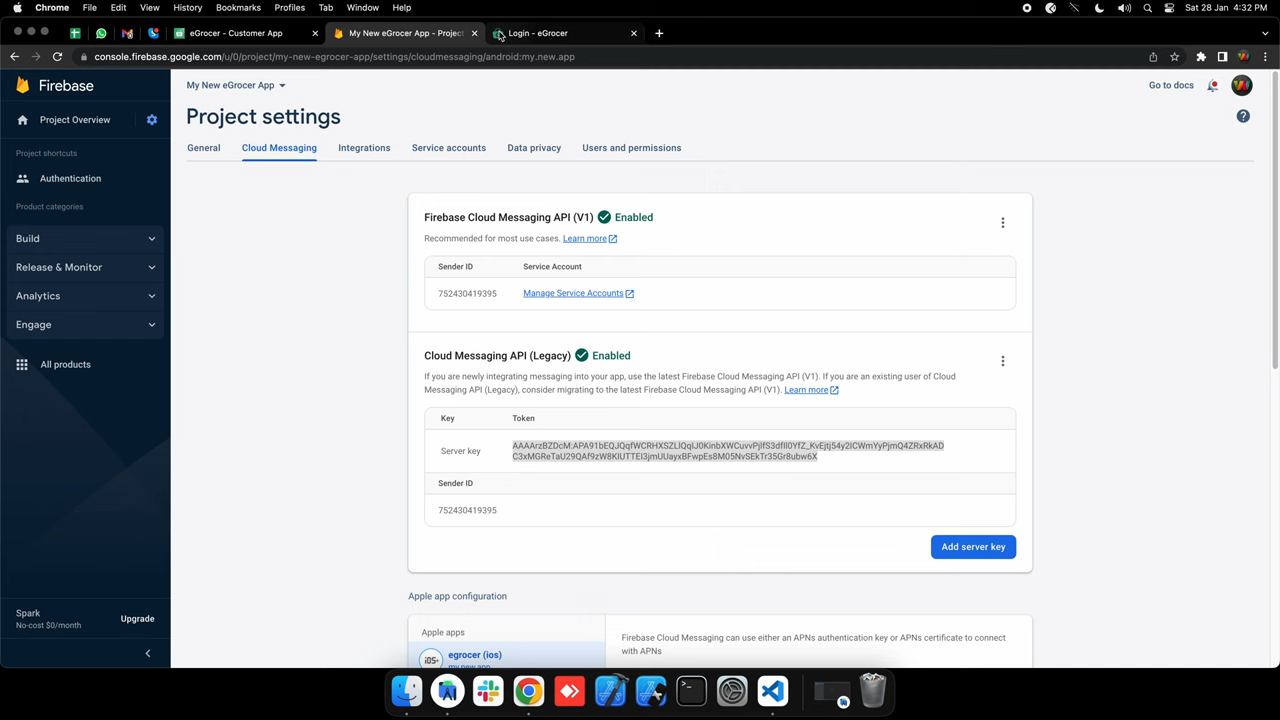 Chrome File Edit View History Bookmarks Profiles Tab Window Help Sat 28 Jan 4:32 PM
eGrocer - Customer App My New eGrocer App - Project Login - eGrocer
console.firebase.google.com/u/0/project/my-new-egrocer-app/settings/cloudmessaging/android:my.new.app
Firebase
My New eGrocer App
Go to docs
Project Overview
Project settings
Project shortcuts
General Cloud Messaging Integrations Service accounts Data privacy Users and permissions
Authentication
Product categories
Build
Release & Monitor
Analytics
Engage
All products
Firebase Cloud Messaging API (V1) Enabled
Recommended for most use cases. Learn more
Sender ID Service Account
752430419395 Manage Service Accounts
Cloud Messaging API (Legacy) Enabled
If you are newly integrating messaging into your app, use the latest Firebase Cloud Messaging API (V1). If you are an existing user of Cloud
Messaging API (Legacy), consider migrating to the latest Firebase Cloud Messaging API (V1). Learn more
Key Token
Server key
Sender ID
752430419395
Add server key
Apple app configuration
Apple apps
iOS+
egrocer (ios)
my.new.app
Firebase Cloud Messaging can use either an APNs authentication key or APNs certificate to connect
with APNs
Spark
No-cost $0/month
Upgrade